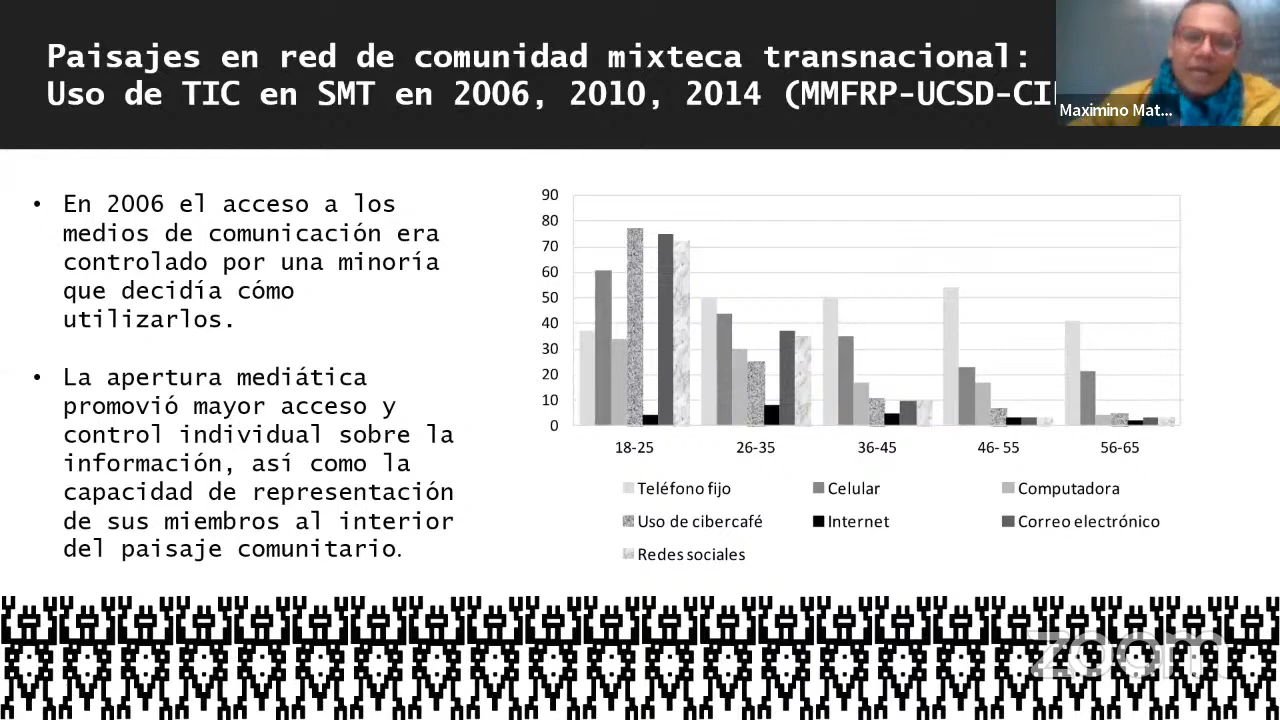 Paisajes en red de comunidad mixteca transnacional:
Uso de TIC en SMT en 2006, 2010, 2014 (MMFRP-UCSD-CI
Maximino Mat...
• En 2006 el acceso a los
medios de comunicación era
controlado por una minoría
que decidía cómo
utilizarlos.
• La apertura mediática
promovió mayor acceso y
control individual sobre la
información, así como la
capacidad de representación
de sus miembros al interior
del paisaje comunitario.
90
80
70
60
50
40
30
20
10
0
18-25 26-35 36-45 46- 55 56-65
Teléfono fijo Celular Computadora
Uso de cibercafé Internet Correo electrónico
Redes sociales
zoom